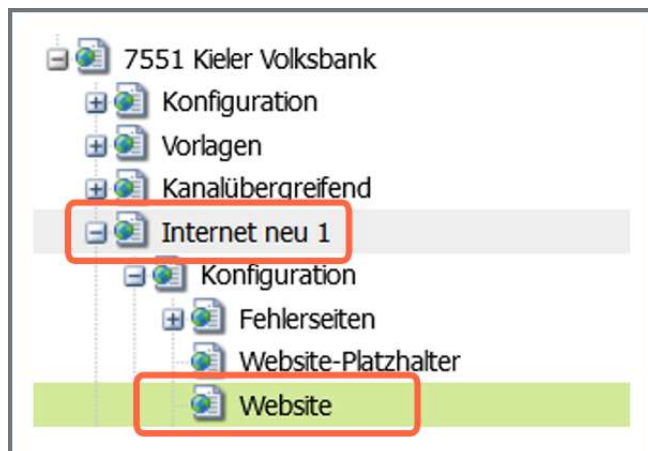 7551 Kieler Volksbank
Konfiguration
Vorlagen
Kanalübergreifend
Internet neu 1
Konfiguration
Fehlerseiten
Website-Platzhalter
Website